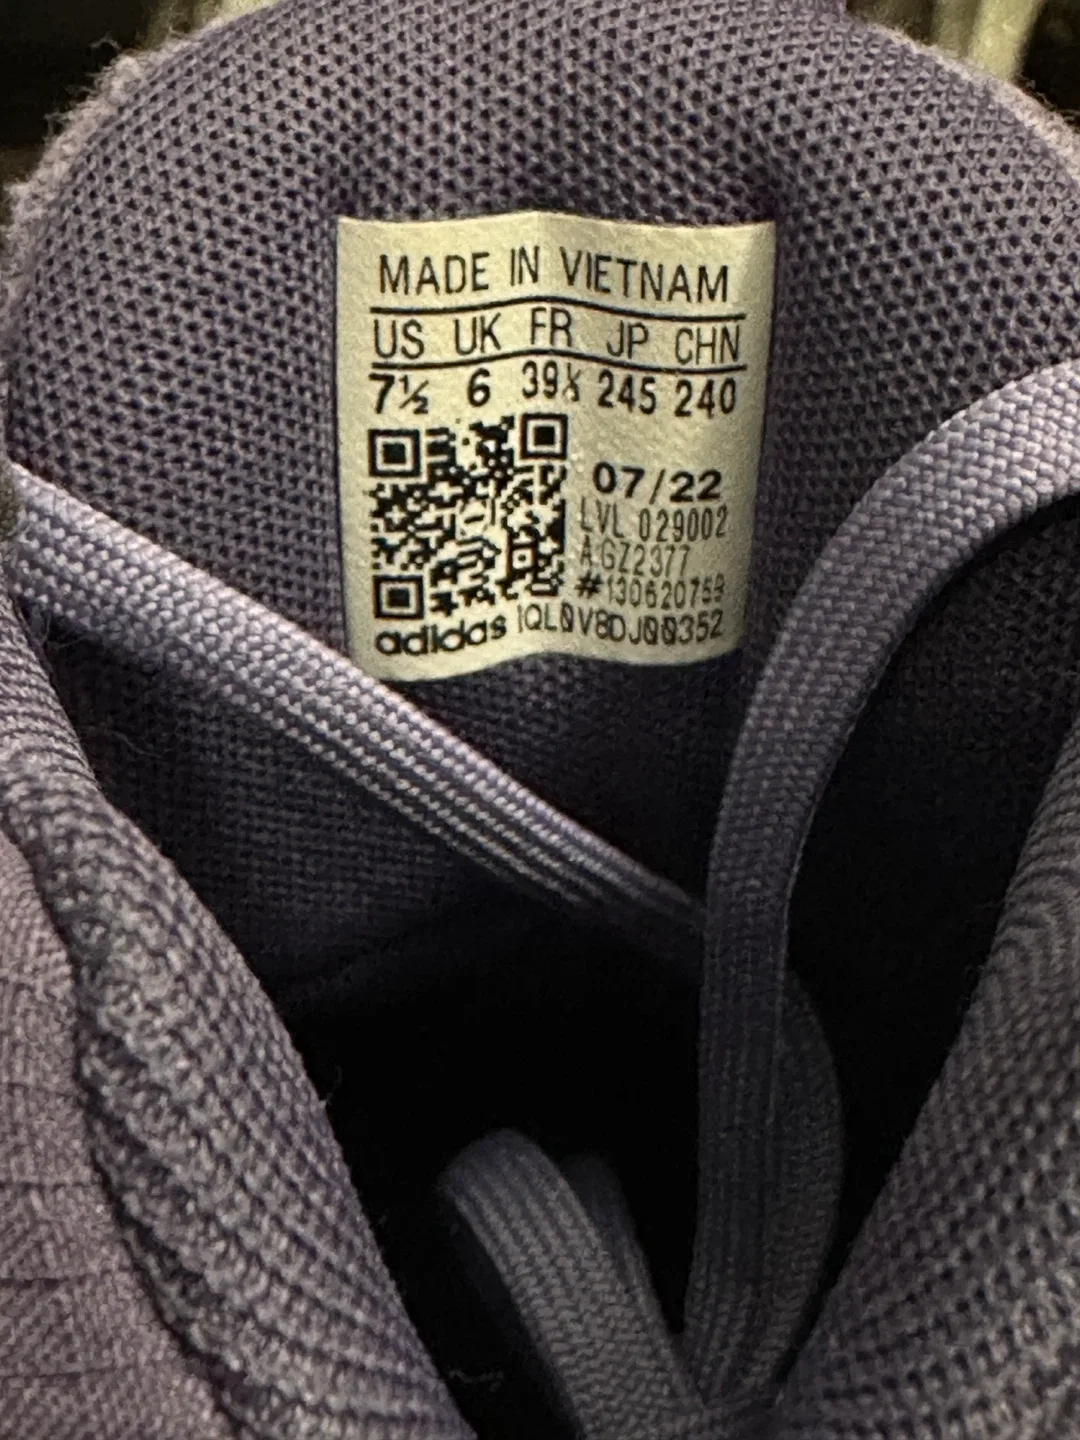 MADE IN VIETNAM
US UK FR JP CHN
7½ 6 39⅓ 245 240
07/22
LVL 029002
A GZ2377
#130620759
adidas 1QL0V8DJ00352